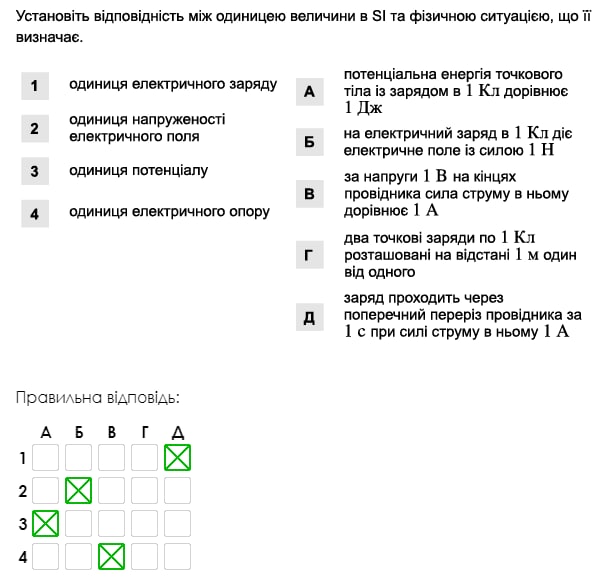 Установіть відповідність між одиницею величини в SI та фізичною ситуацією, що її
визначає.
1 одиниця електричного заряду
2 одиниця напруженості
електричного поля
3 одиниця потенціалу
4 одиниця електричного опору
А потенціальна енергія точкового
тіла із зарядом в 1 Кл дорівнює
1 Дж
Б на електричний заряд в 1 Кл діє
електричне поле із силою 1 Н
В за напруги 1 В на кінцях
провідника сила струму в ньому
дорівнює 1 А
Г два точкові заряди по 1 Кл
розташовані на відстані 1 м один
від одного
Д заряд проходить через
поперечний переріз провідника за
1 с при силі струму в ньому 1 А
Правильна відповідь:
А Б В Г Д
1
2
3
4